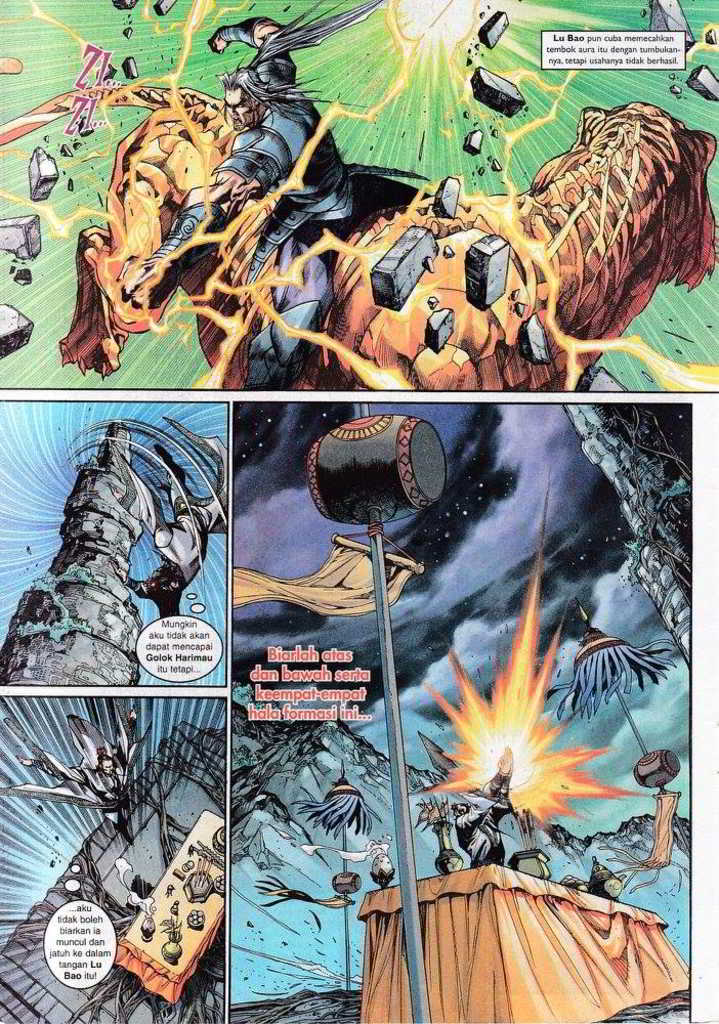 ZI...
ZI...
Lu Bao pun cuba memecahkan
tembok aura itu dengan tumbukan-
nya, tetapi usahanya tidak berhasil.
Mungkin
aku tidak akan
dapat mencapai
Golok Harimau
itu tetapi...
...aku
tidak boleh
biarkan ia
muncul dan
jatuh ke dalam
tangan Lu
Bao itu!
Biarlah atas
dan bawah serta
keempat-empat
hala formasi ini...